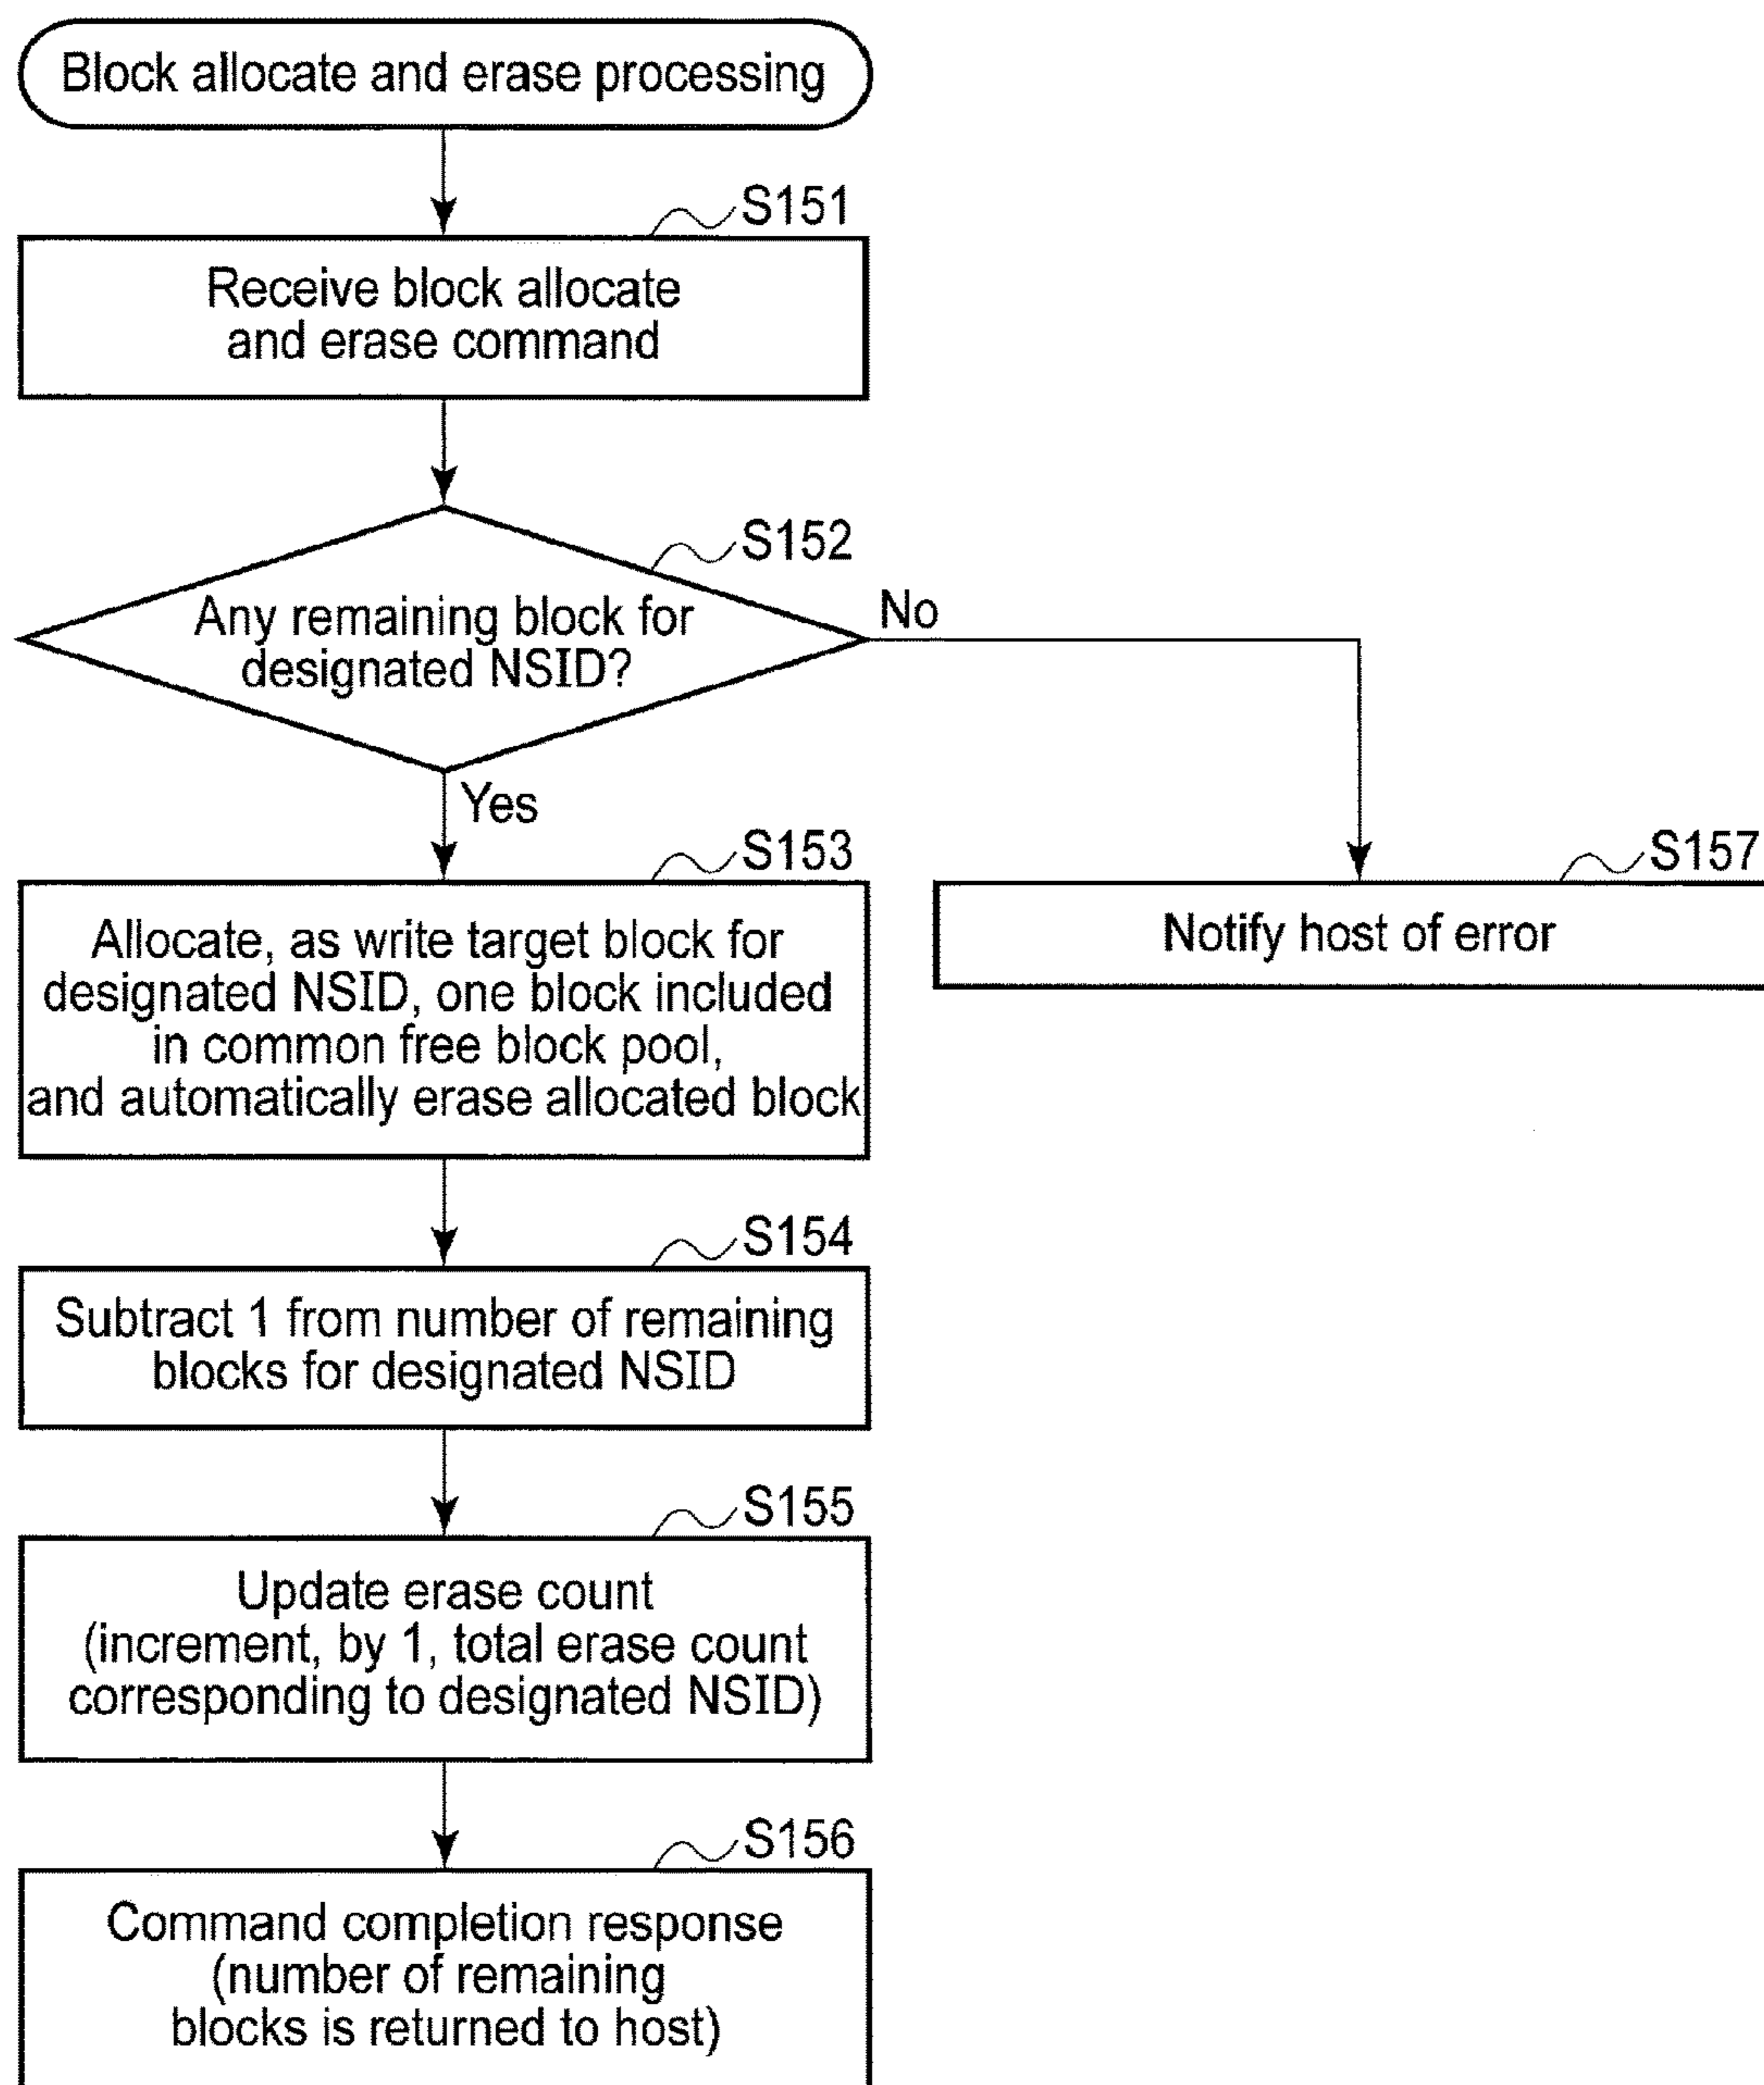 Block allocate and erase processing
S151
Receive block allocate
and erase command
S152
Any remaining block for
designated NSID?
No
Yes
S153
Allocate, as write target block for
designated NSID, one block included
in common free block pool,
and automatically erase allocated block
S157
Notify host of error
S154
Subtract 1 from number of remaining
blocks for designated NSID
S155
Update erase count
(increment, by 1, total erase count
corresponding to designated NSID)
S156
Command completion response
(number of remaining
blocks is returned to host)